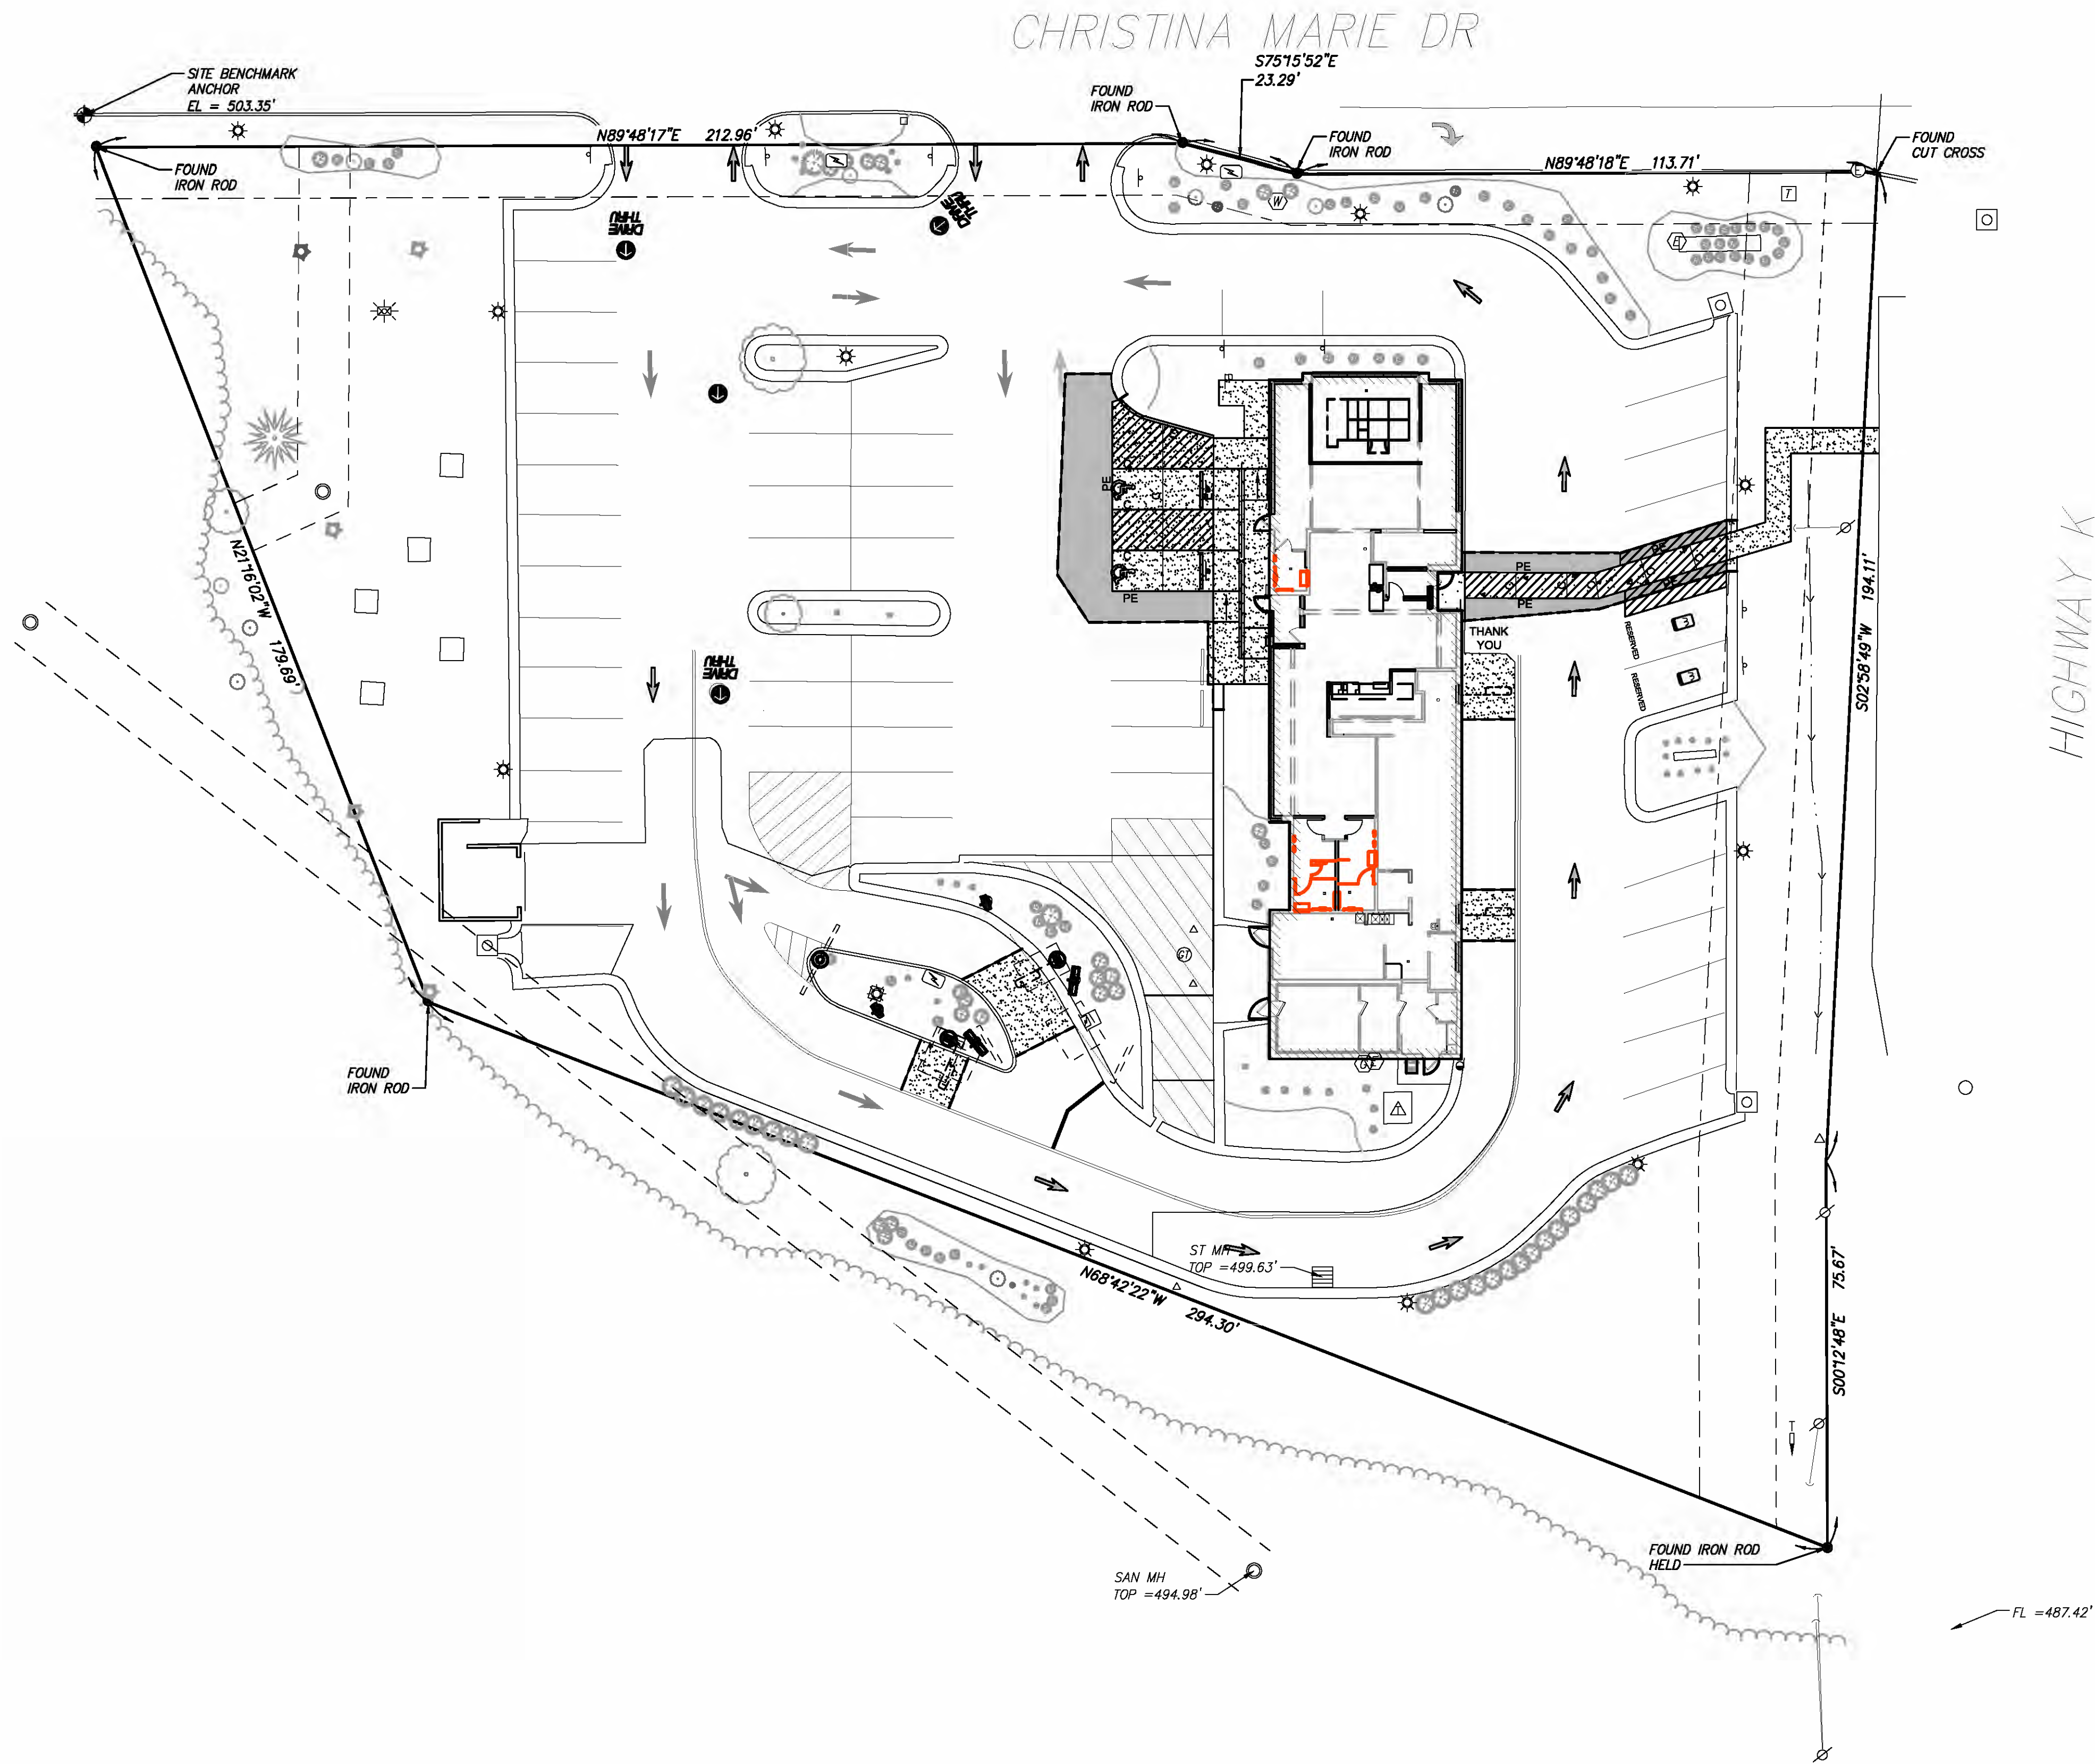 CHRISTINA MARIE DR
SITE BENCHMARK
ANCHOR
EL = 503.35'
S75°15'52"E
23.29'
FOUND
IRON ROD
FOUND
IRON ROD
N89°48'17"E 212.96'
FOUND
IRON ROD
N89°48'18"E 113.71'
FOUND
CUT CROSS
E
T
W
E
DRIVE
THRU
DRIVE
THRU
HIGHWAY K
PE
PE
PE
PE
PE
PE
N21°16'02"W 179.69'
S02°58'49"W 194.11'
THANK
YOU
RESERVED
RESERVED
DRIVE
THRU
GT
T
FOUND
IRON ROD
ST MH
TOP =499.63'
N68°42'22"W 294.30'
S00°12'48"E 75.67'
T
FOUND IRON ROD
HELD
SAN MH
TOP =494.98'
FL =487.42'